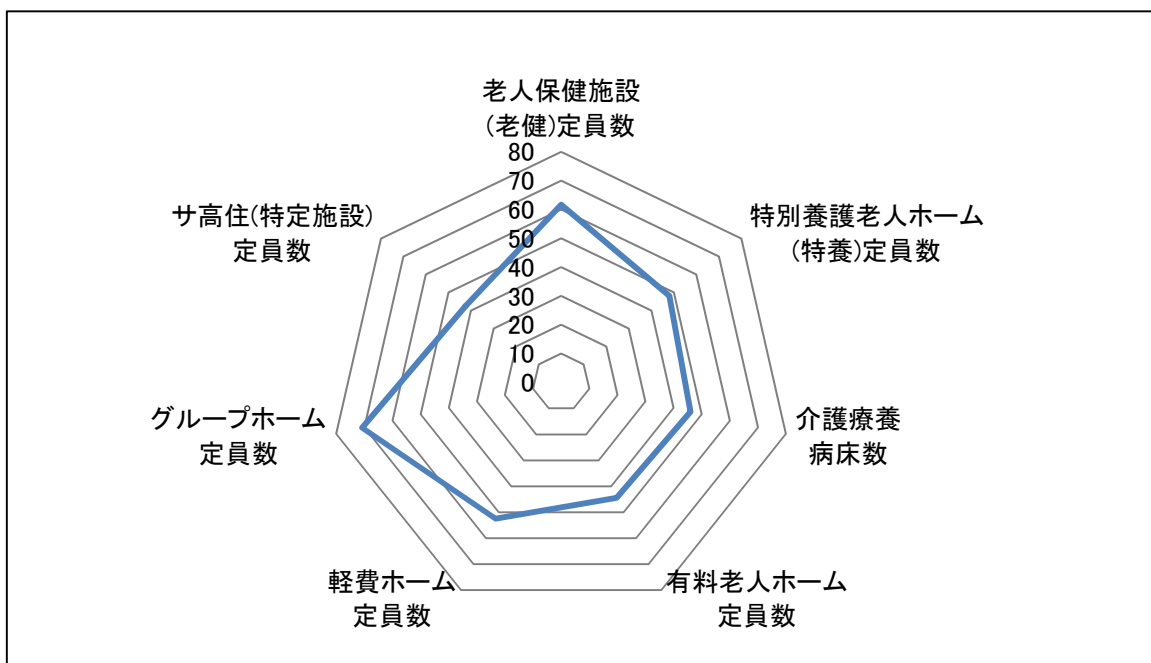 老人保健施設
(老健)定員数
80
70
60
50
40
30
20
10
0
特別養護老人ホーム
(特養)定員数
介護療養
病床数
有料老人ホーム
定員数
軽費ホーム
定員数
グループホーム
定員数
サ高住(特定施設)
定員数